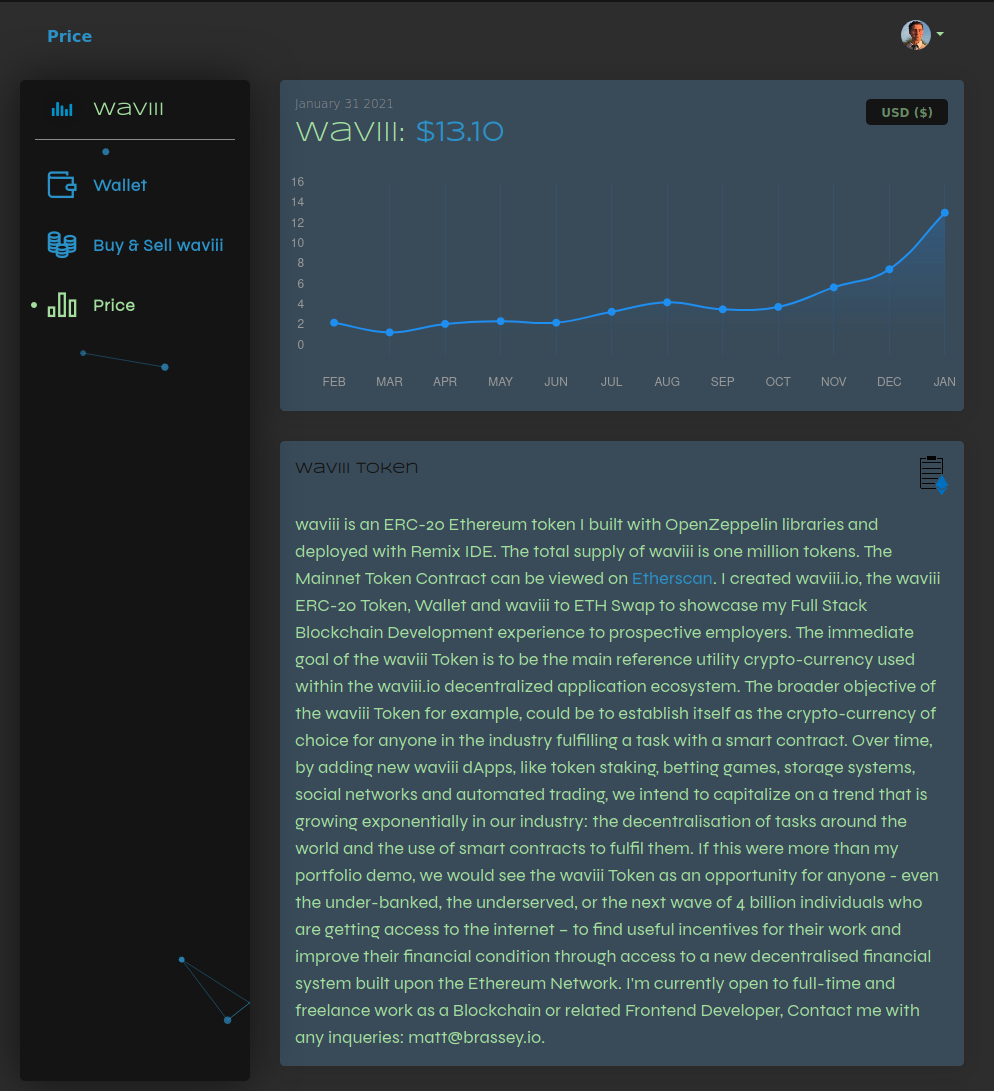 Price
waviii
Wallet
Buy & Sell waviii
Price
January 31 2021
waviii: $13.10
USD ($)
16
14
12
10
8
6
4
2
0
FEB MAR APR MAY JUN JUL AUG SEP OCT NOV DEC JAN
waviii Token
waviii is an ERC-20 Ethereum token I built with OpenZeppelin libraries and
deployed with Remix IDE. The total supply of waviii is one million tokens. The
Mainnet Token Contract can be viewed on Etherscan. I created waviii.io, the waviii
ERC-20 Token, Wallet and waviii to ETH Swap to showcase my Full Stack
Blockchain Development experience to prospective employers. The immediate
goal of the waviii Token is to be the main reference utility crypto-currency used
within the waviii.io decentralized application ecosystem. The broader objective of
the waviii Token for example, could be to establish itself as the crypto-currency of
choice for anyone in the industry fulfilling a task with a smart contract. Over time,
by adding new waviii dApps, like token staking, betting games, storage systems,
social networks and automated trading, we intend to capitalize on a trend that is
growing exponentially in our industry: the decentralisation of tasks around the
world and the use of smart contracts to fulfil them. If this were more than my
portfolio demo, we would see the waviii Token as an opportunity for anyone - even
the under-banked, the underserved, or the next wave of 4 billion individuals who
are getting access to the internet – to find useful incentives for their work and
improve their financial condition through access to a new decentralised financial
system built upon the Ethereum Network. I'm currently open to full-time and
freelance work as a Blockchain or related Frontend Developer, Contact me with
any inqueries: matt@brassey.io.